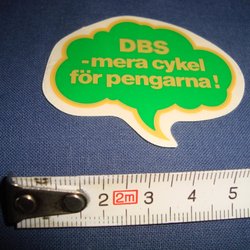 DBS
- mera cykel
för pengarna!
2 2m 3 4 5